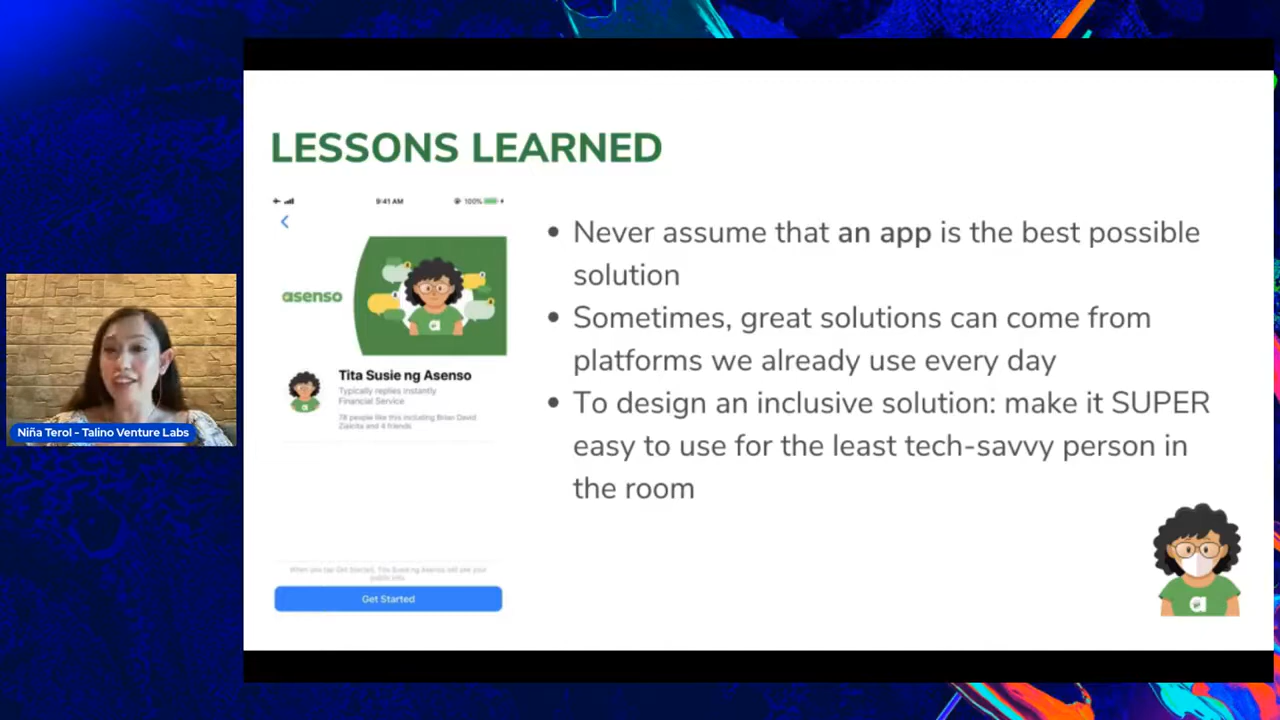 LESSONS LEARNED
9:41 AM
100%
asenso
Tita Susie ng Asenso
Typically replies instantly
Financial Service
78 people like this including Brian David
Zialcita and 4 friends
When you tap Get Started, Tita Susie ng Asenso will see your
public info.
Get Started
• Never assume that an app is the best possible
solution
• Sometimes, great solutions can come from
platforms we already use every day
• To design an inclusive solution: make it SUPER
easy to use for the least tech-savvy person in
the room
a
a
Niña Terol - Talino Venture Labs